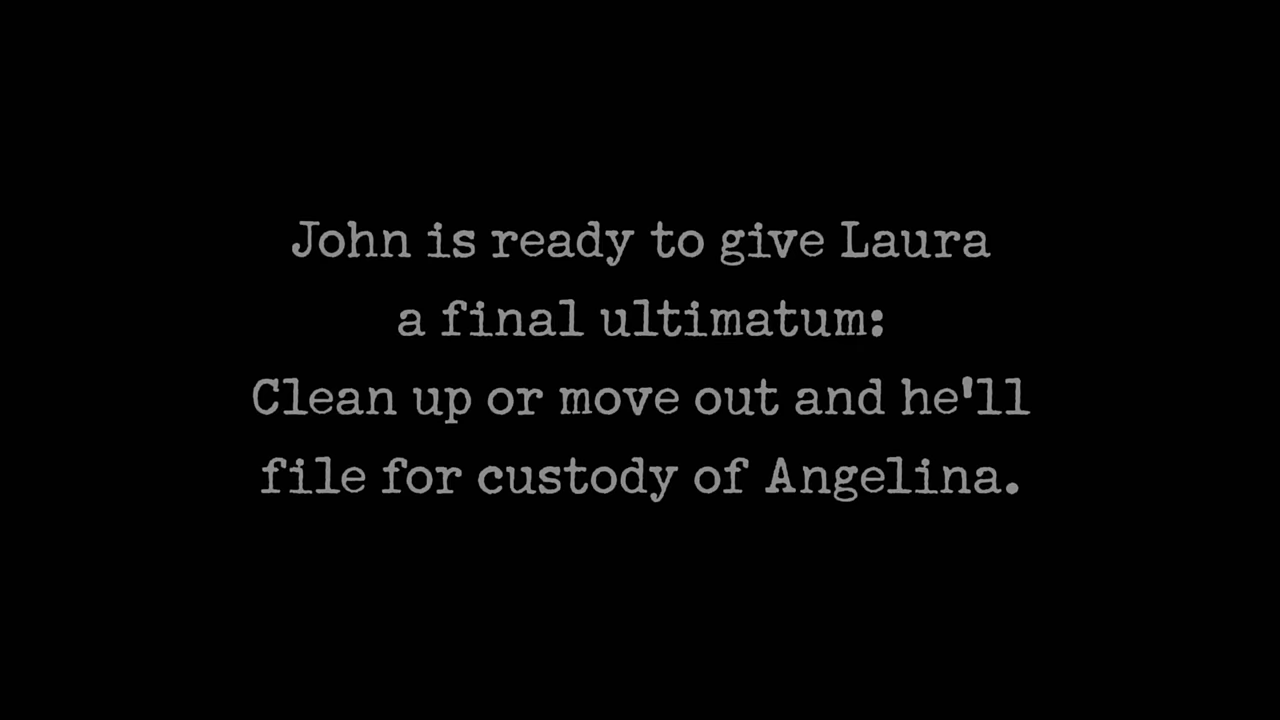 John is ready to give Laura
a final ultimatum:
Clean up or move out and he'll
file for custody of Angelina.